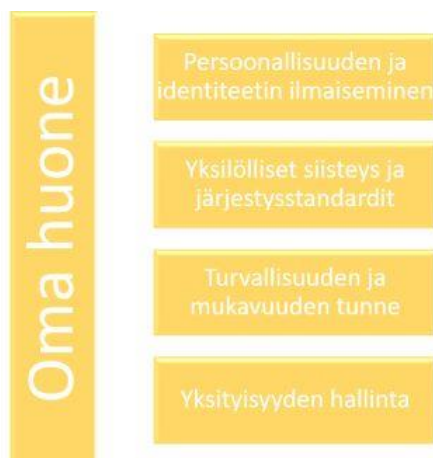 Oma huone
Persoonallisuuden ja
identiteetin ilmaiseminen
Yksilölliset siisteys ja
järjestysstandardit
Turvallisuuden ja
mukavuuden tunne
Yksityisyyden hallinta